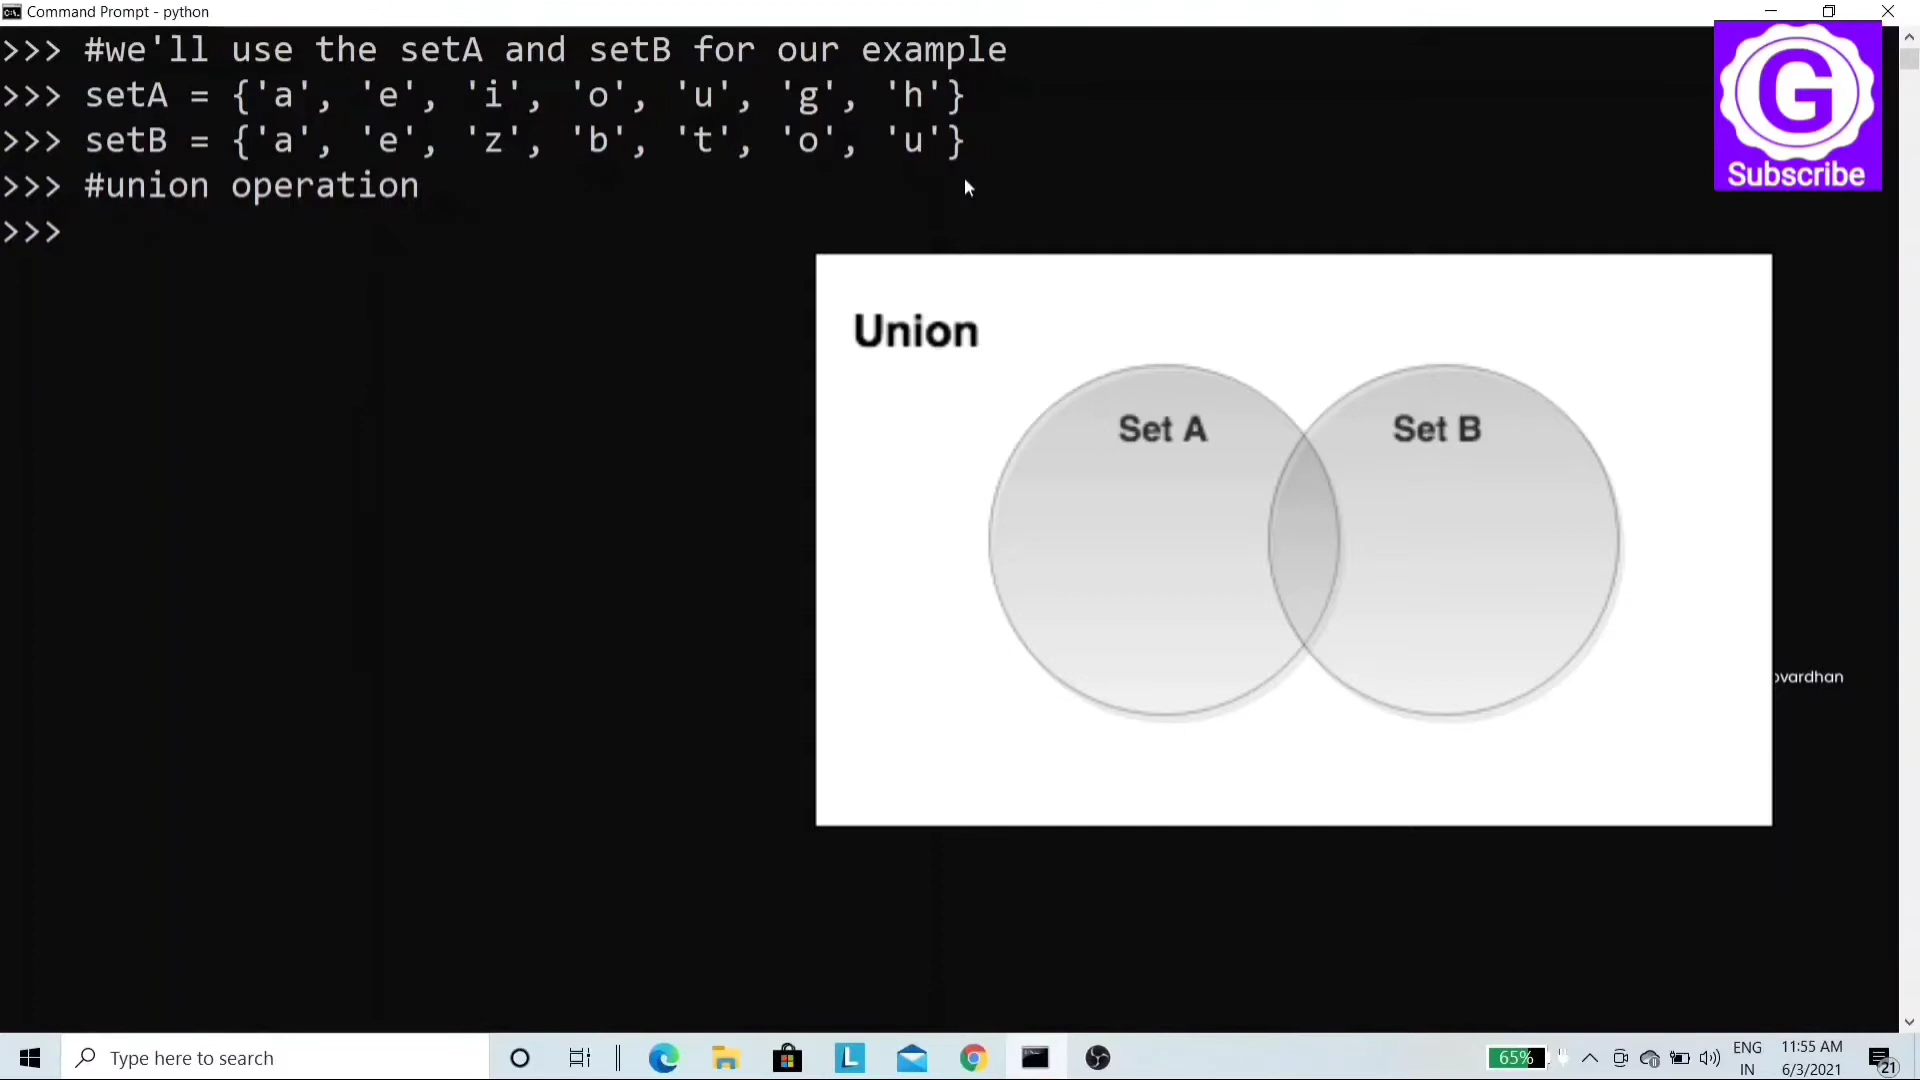 Command Prompt - python
>>> #we'll use the setA and setB for our example
>>> setA = {'a', 'e', 'i', 'o', 'u', 'g', 'h'}
>>> setB = {'a', 'e', 'z', 'b', 't', 'o', 'u'}
>>> #union operation
>>>
G
Subscribe
Union
Set A
Set B
ovardhan
Type here to search
L
65%
ENG
IN
11:55 AM
6/3/2021
21